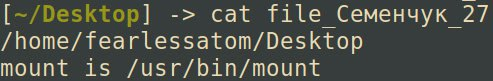 [~/Desktop] -> cat file_Семенчук_27
/home/fearlessatom/Desktop
mount is /usr/bin/mount